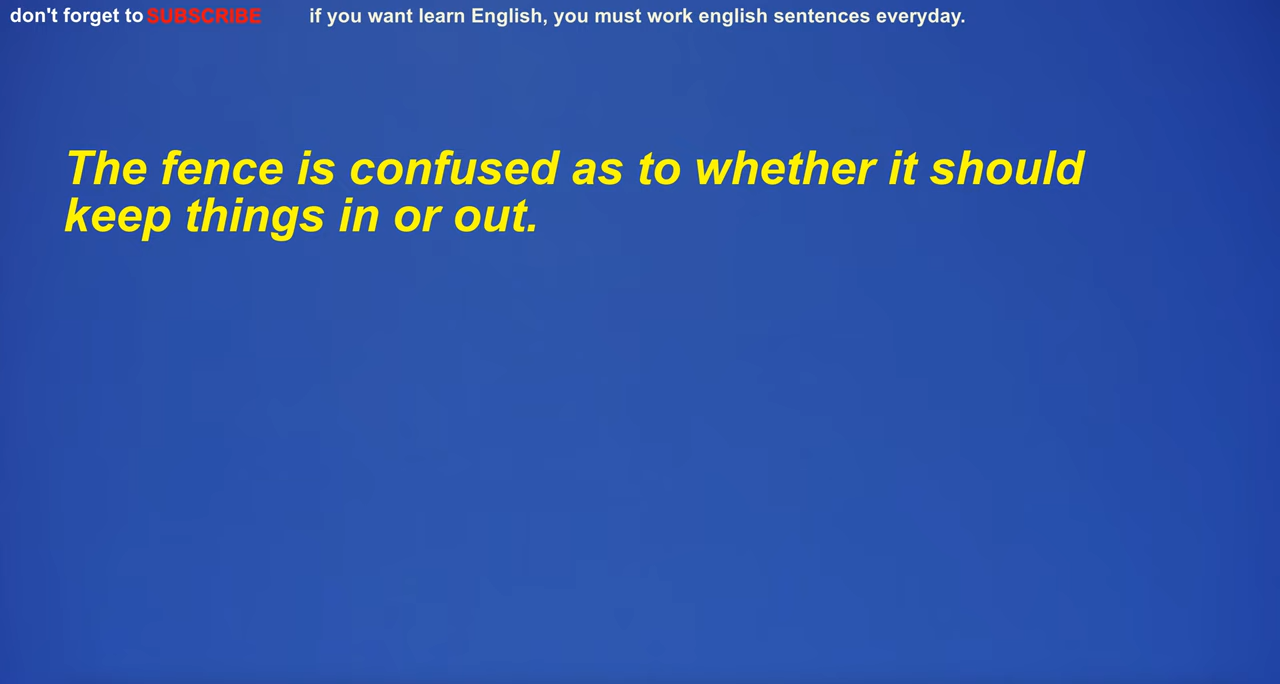 don't forget to SUBSCRIBE if you want learn English, you must work english sentences everyday.
The fence is confused as to whether it should
keep things in or out.